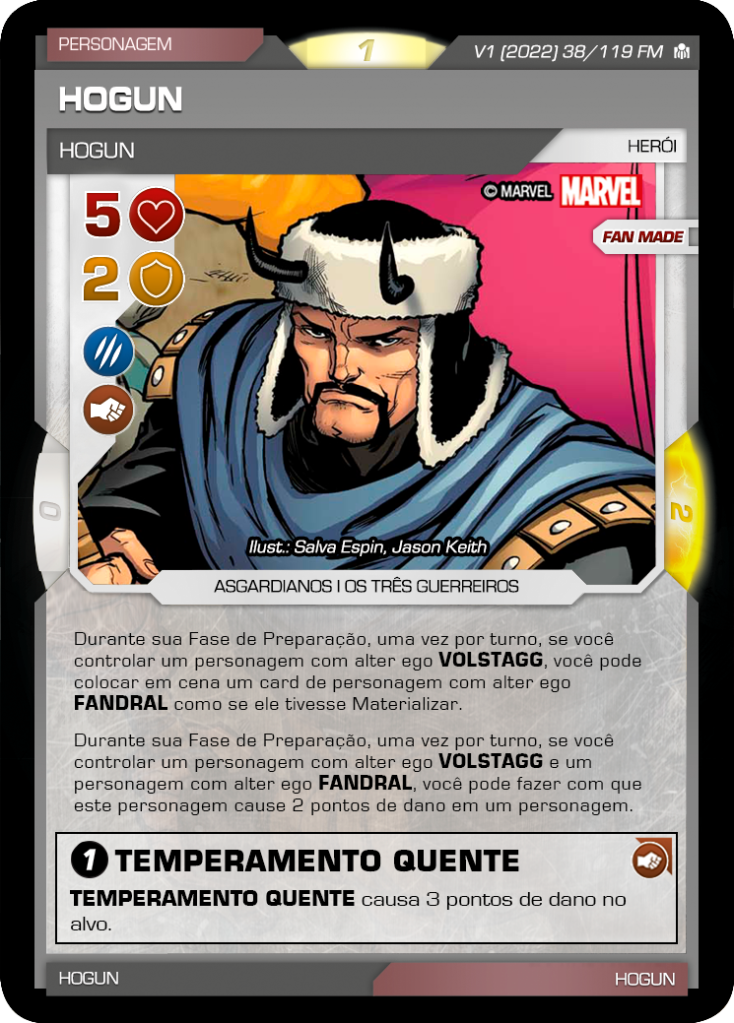 PERSONAGEM
1
V1 (2022) 38/119 FM
HOGUN
HOGUN
HERÓI
© MARVEL MARVEL
5
FAN MADE
2
0
2
Ilust.: Salva Espin, Jason Keith
ASGARDIANOS | OS TRÊS GUERREIROS
Durante sua Fase de Preparação, uma vez por turno, se você
controlar um personagem com alter ego VOLSTAGG, você pode
colocar em cena um card de personagem com alter ego
FANDRAL como se ele tivesse Materializar.
Durante sua Fase de Preparação, uma vez por turno, se você
controlar um personagem com alter ego VOLSTAGG e um
personagem com alter ego FANDRAL, você pode fazer com que
este personagem cause 2 pontos de dano em um personagem.
1 TEMPERAMENTO QUENTE
TEMPERAMENTO QUENTE causa 3 pontos de dano no
alvo.
HOGUN
HOGUN